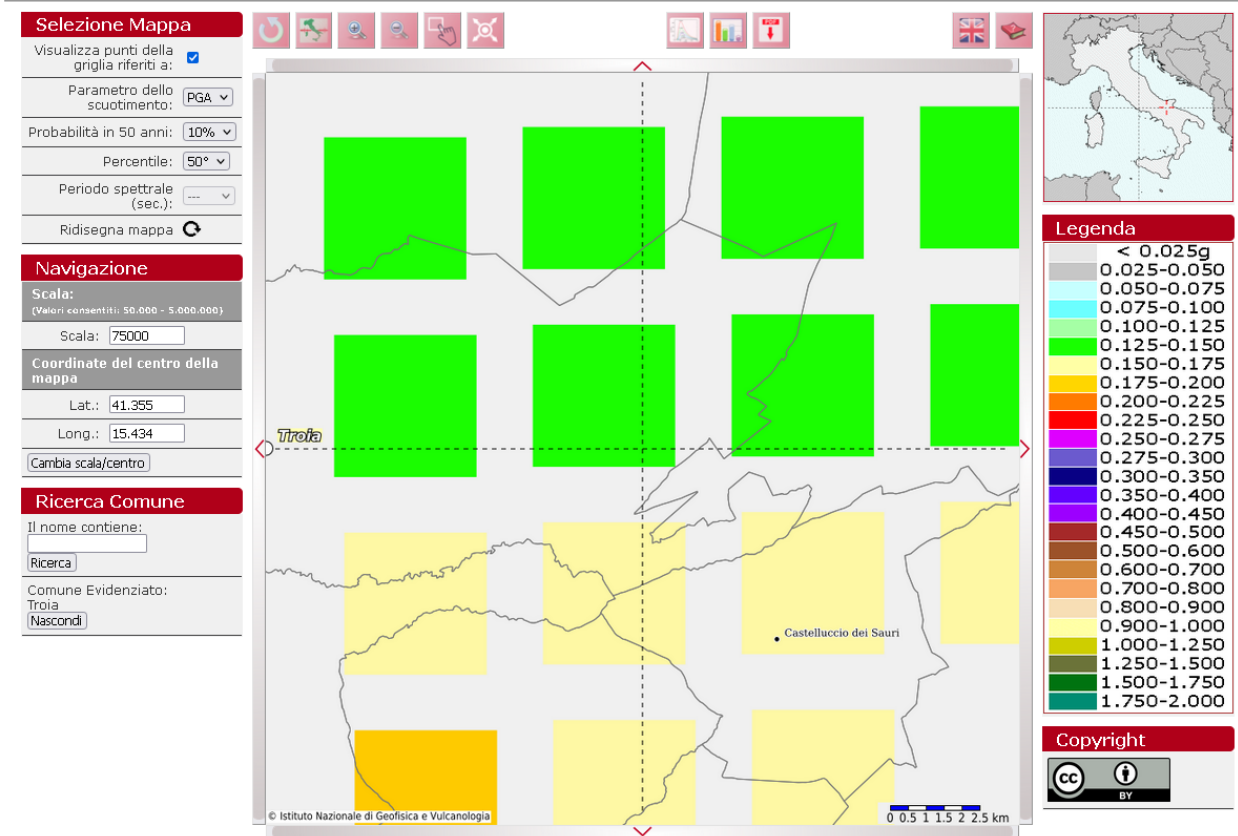 Selezione Mappa
Visualizza punti della
griglia riferiti a:
Parametro dello
scuotimento:
PGA
Probabilità in 50 anni:
10%
Percentile:
50°
Periodo spettrale
(sec.):
---
Ridisegna mappa
Navigazione
Scala:
(Valori consentiti: 50.000 - 5.000.000)
Scala:
75000
Coordinate del centro della
mappa
Lat.:
41.355
Long.:
15.434
Cambia scala/centro
Ricerca Comune
Il nome contiene:
Ricerca
Comune Evidenziato:
Troia
Nascondi
PDF
Troia
Castelluccio dei Sauri
© Istituto Nazionale di Geofisica e Vulcanologia
0 0.5 1 1.5 2 2.5 km
Legenda
< 0.025g
0.025-0.050
0.050-0.075
0.075-0.100
0.100-0.125
0.125-0.150
0.150-0.175
0.175-0.200
0.200-0.225
0.225-0.250
0.250-0.275
0.275-0.300
0.300-0.350
0.350-0.400
0.400-0.450
0.450-0.500
0.500-0.600
0.600-0.700
0.700-0.800
0.800-0.900
0.900-1.000
1.000-1.250
1.250-1.500
1.500-1.750
1.750-2.000
Copyright
cc
BY